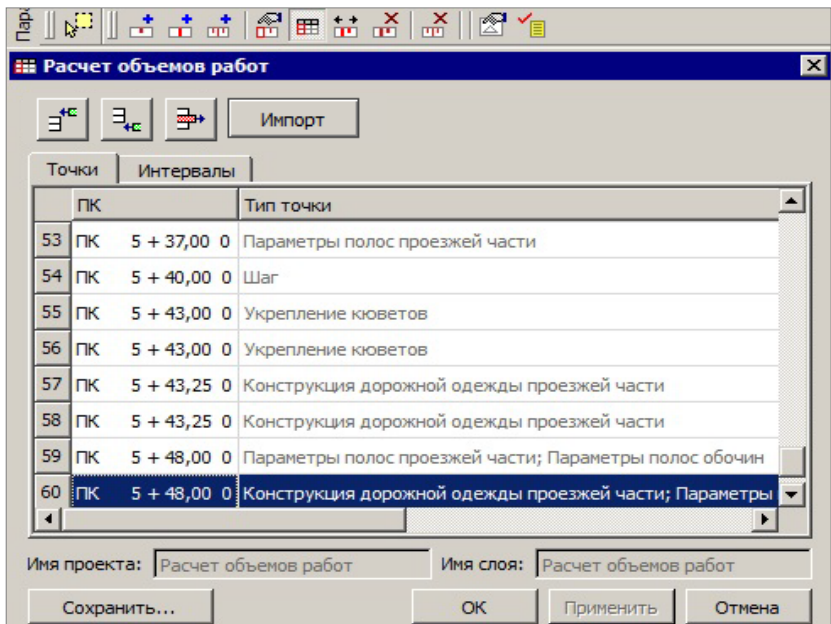 Пара
Расчет объемов работ
Импорт
Точки Интервалы
ПК Тип точки
53 ПК 5 + 37,00 0 Параметры полос проезжей части
54 ПК 5 + 40,00 0 Шаг
55 ПК 5 + 43,00 0 Укрепление кюветов
56 ПК 5 + 43,00 0 Укрепление кюветов
57 ПК 5 + 43,25 0 Конструкция дорожной одежды проезжей части
58 ПК 5 + 43,25 0 Конструкция дорожной одежды проезжей части
59 ПК 5 + 48,00 0 Параметры полос проезжей части; Параметры полос обочин
60 ПК 5 + 48,00 0 Конструкция дорожной одежды проезжей части; Параметры
Имя проекта: Расчет объемов работ Имя слоя: Расчет объемов работ
Сохранить... ОК Применить Отмена